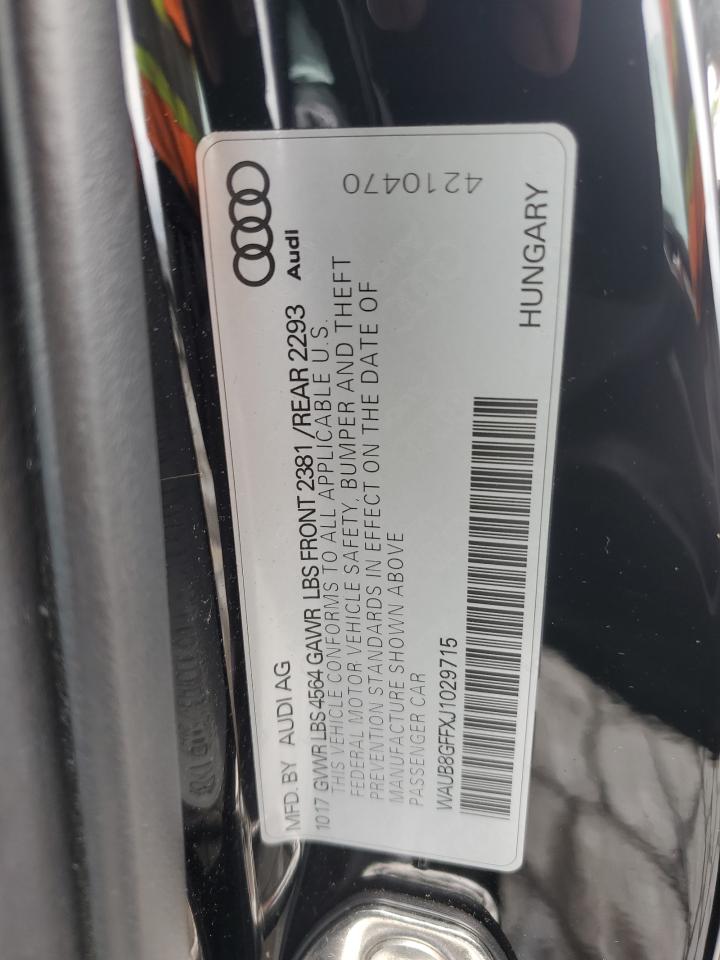 Audi
MFD. BY AUDI AG
1017 GVWR LBS 4564 GAWR LBS FRONT 2381 /REAR 2293
THIS VEHICLE CONFORMS TO ALL APPLICABLE U.S.
FEDERAL MOTOR VEHICLE SAFETY, BUMPER AND THEFT
PREVENTION STANDARDS IN EFFECT ON THE DATE OF
MANUFACTURE SHOWN ABOVE
PASSENGER CAR
WAUB8GFFXJ1029715
HUNGARY
4210470